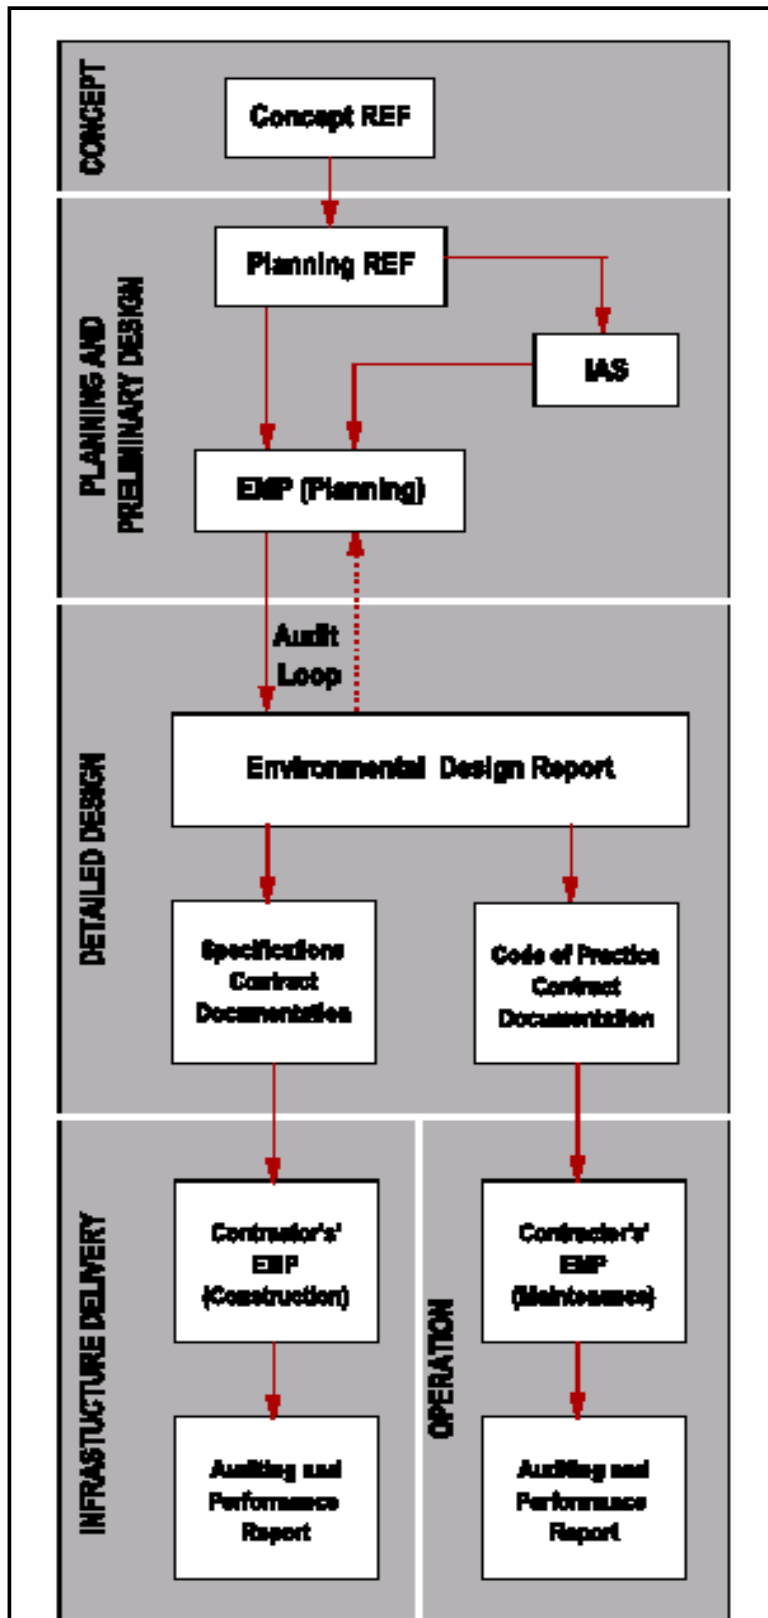 CONCEPT
Concept REF
PLANNING AND
PRELIMINARY DESIGN
Planning REF
IAS
EMP (Planning)
Audit
Loop
DETAILED DESIGN
Environmental Design Report
Specifications
Contract
Documentation
Code of Practice
Contract
Documentation
INFRASTUCTURE DELIVERY
Contractor's'
EMP
(Construction)
Auditing and
Performance
Report
OPERATION
Contractor's'
EMP
(Maintenance)
Auditing and
Performance
Report